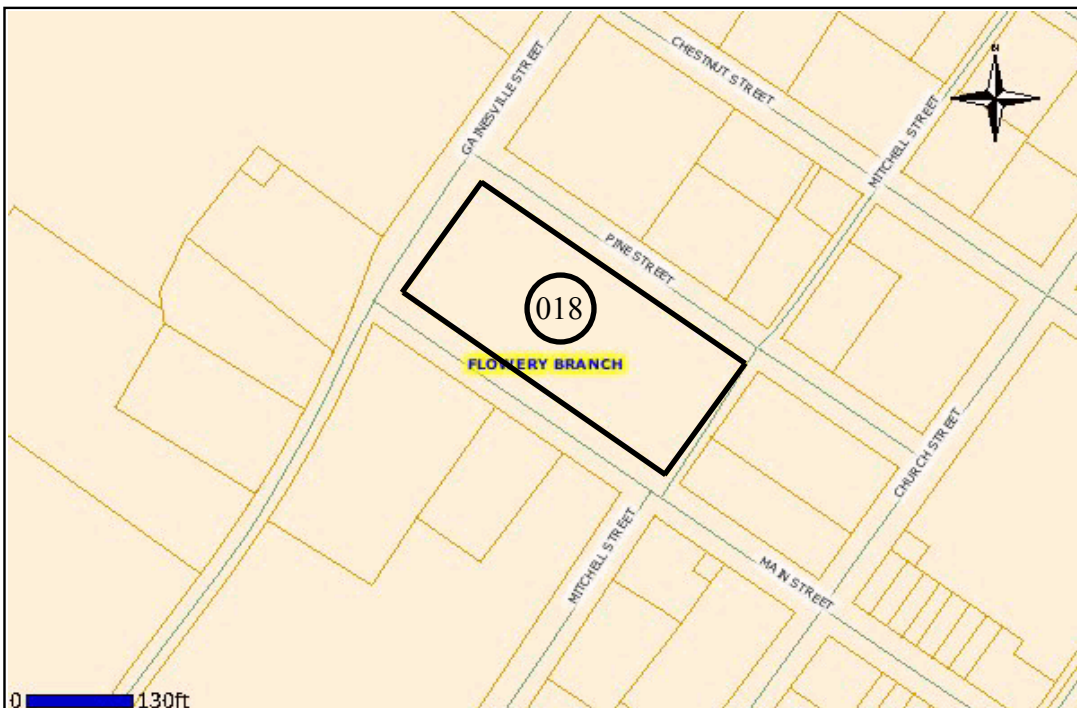 CHESTNUT STREET
GAINESVILLE STREET
N
MITCHELL STREET
PINE STREET
018
FLOWERY BRANCH
CHURCH STREET
MITCHELL STREET
MAIN STREET
0 130ft